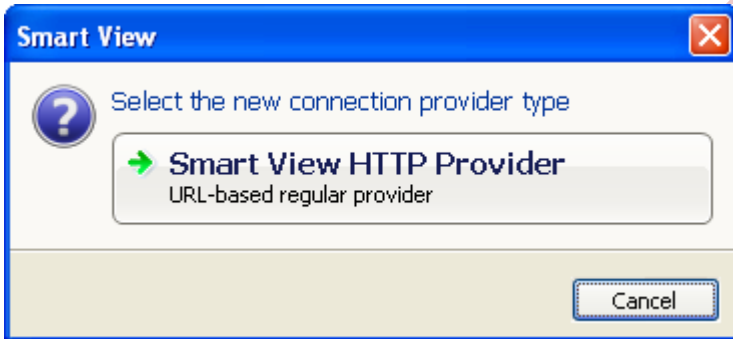 Smart View
Select the new connection provider type
Smart View HTTP Provider
URL-based regular provider
Cancel